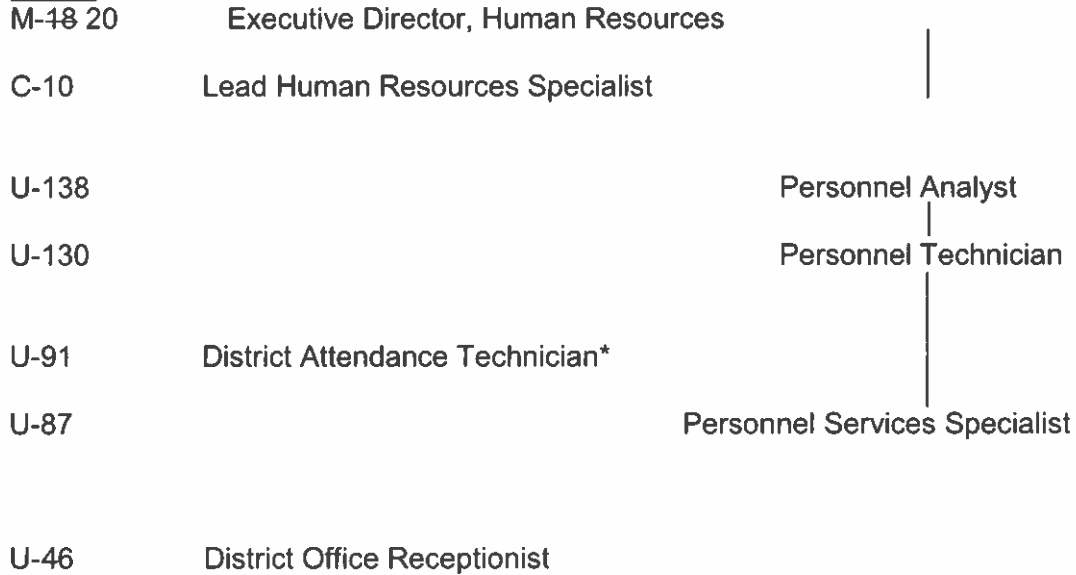 M-18 20 Executive Director, Human Resources
C-10 Lead Human Resources Specialist
U-138 Personnel Analyst
U-130 Personnel Technician
U-91 District Attendance Technician*
U-87 Personnel Services Specialist
U-46 District Office Receptionist